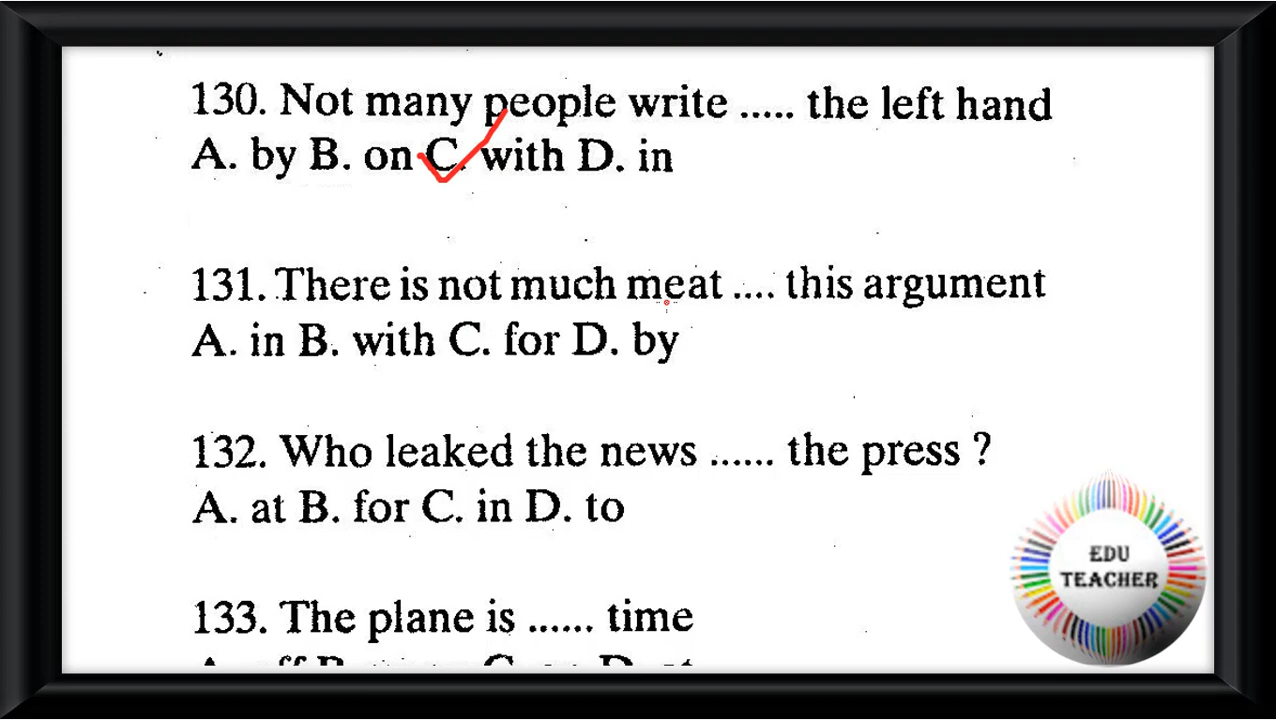 130. Not many people write ..... the left hand
A. by B. on C. with D. in
131. There is not much meat .... this argument
A. in B. with C. for D. by
132. Who leaked the news ...... the press ?
A. at B. for C. in D. to
EDU
TEACHER
133. The plane is ...... time